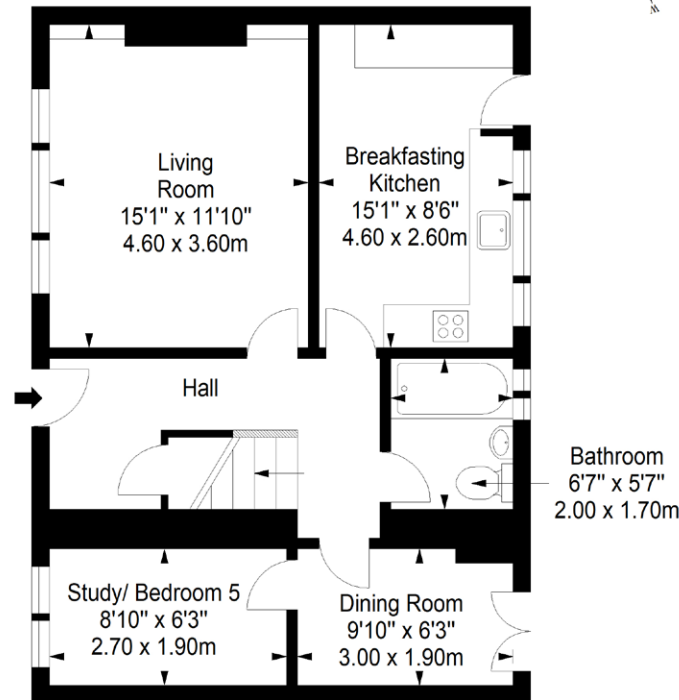 Living
Room
15'1" x 11'10"
4.60 x 3.60m
Breakfasting
Kitchen
15'1" x 8'6"
4.60 x 2.60m
Hall
Bathroom
6'7" x 5'7"
2.00 x 1.70m
Study/ Bedroom 5
8'10" x 6'3"
2.70 x 1.90m
Dining Room
9'10" x 6'3"
3.00 x 1.90m